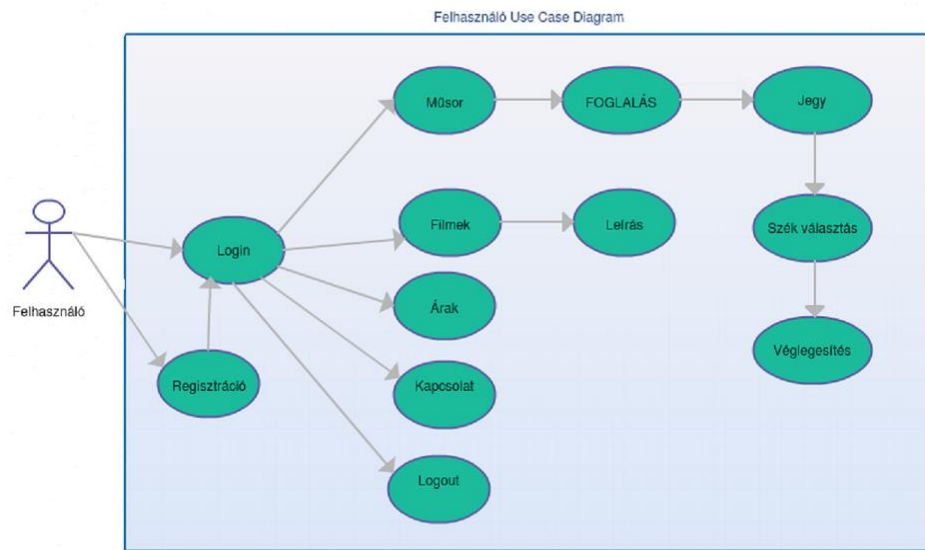 Felhasználó Use Case Diagram
Műsor
FOGLALÁS
Jegy
Login
Filmek
Leírás
Szék választás
Felhasználó
Árak
Véglegesítés
Regisztráció
Kapcsolat
Logout